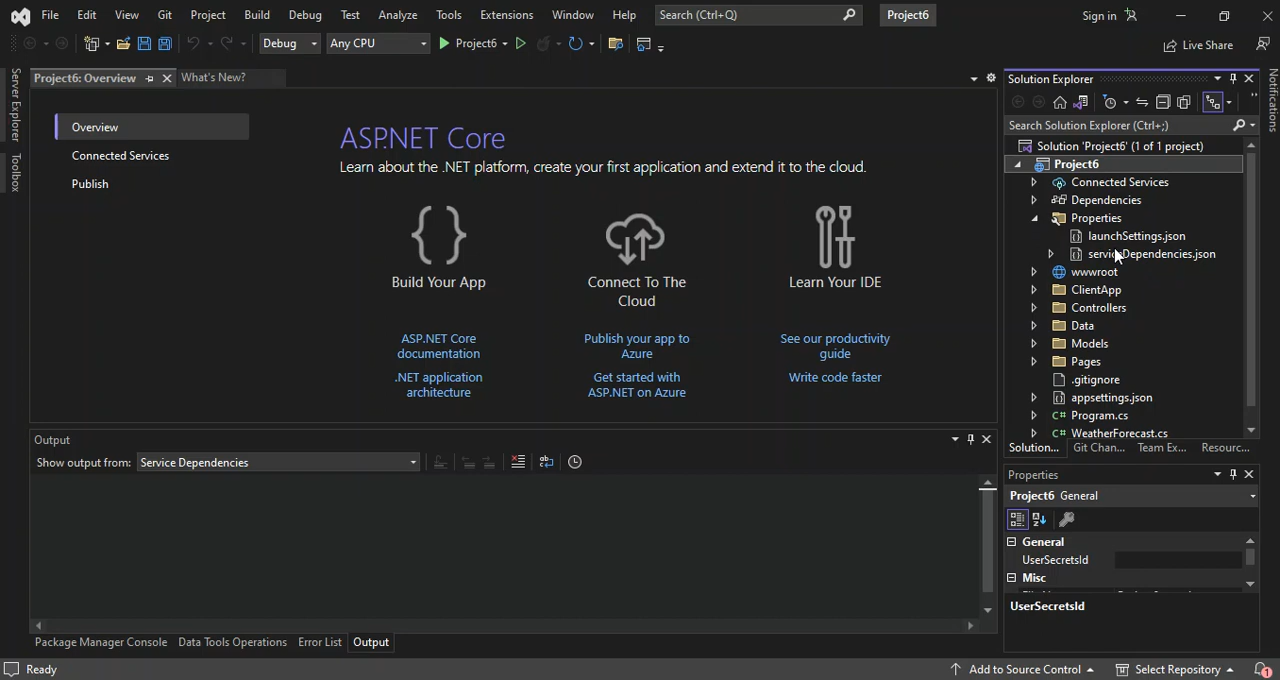 File Edit View Git Project Build Debug Test Analyze Tools Extensions Window Help Search (Ctrl+Q) Project6 Sign in
Debug Any CPU Project6 Live Share
Server Explorer
Toolbox
Project6: Overview What's New?
Overview
Connected Services
Publish
ASP.NET Core
Learn about the .NET platform, create your first application and extend it to the cloud.
Build Your App
ASP.NET Core
documentation
.NET application
architecture
Connect To The
Cloud
Publish your app to
Azure
Get started with
ASP.NET on Azure
Learn Your IDE
See our productivity
guide
Write code faster
Output
Show output from: Service Dependencies
Package Manager Console Data Tools Operations Error List Output
Solution Explorer
Search Solution Explorer (Ctrl+;)
Solution 'Project6' (1 of 1 project)
Project6
Connected Services
Dependencies
Properties
launchSettings.json
serviceDependencies.json
wwwroot
ClientApp
Controllers
Data
Models
Pages
.gitignore
appsettings.json
C# Program.cs
C# WeatherForecast.cs
Solution... Git Chan... Team Ex... Resourc...
Properties
Project6 General
General
UserSecretsId
Misc
UserSecretsId
Notifications
Ready Add to Source Control Select Repository 1